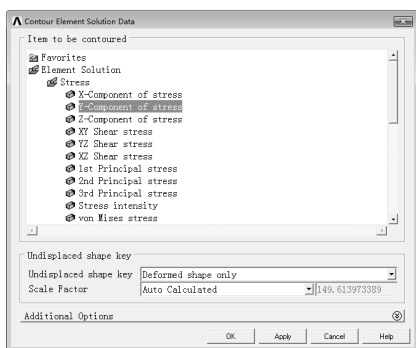 Contour Element Solution Data
Item to be contoured
Favorites
Element Solution
Stress
X-Component of stress
Y-Component of stress
Z-Component of stress
XY Shear stress
YZ Shear stress
XZ Shear stress
1st Principal stress
2nd Principal stress
3rd Principal stress
Stress intensity
von Mises stress
Undisplaced shape key
Undisplaced shape key Deformed shape only
Scale Factor Auto Calculated 149.613973389
Additional Options
OK Apply Cancel Help